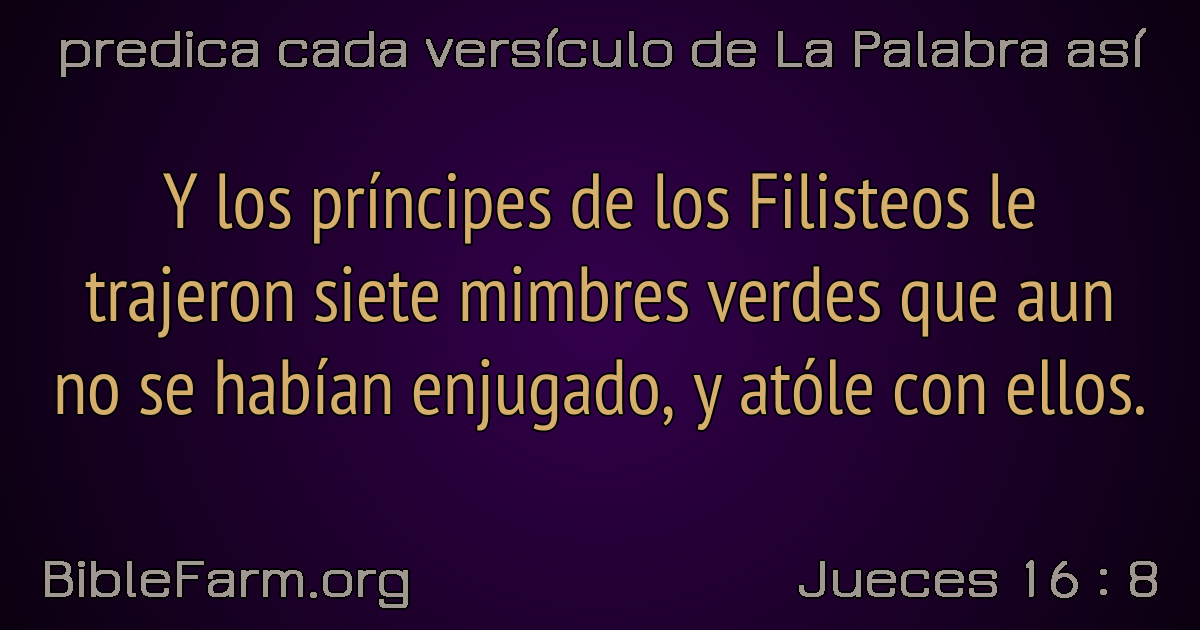 predica cada versículo de La Palabra así
Y los príncipes de los Filisteos le
trajeron siete mimbres verdes que aun
no se habían enjugado, y atóle con ellos.
BibleFarm.org
Jueces 16 : 8